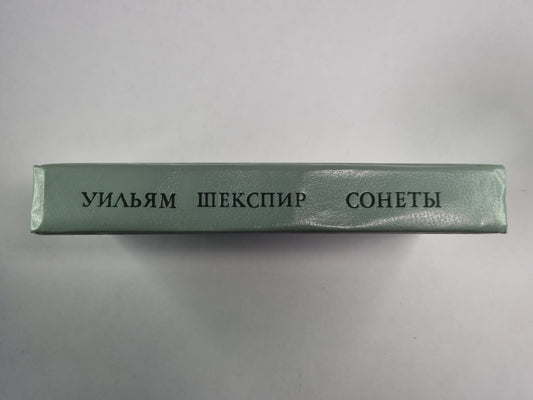 УИЛЬЯМ ШЕКСПИР СОНЕТЫ